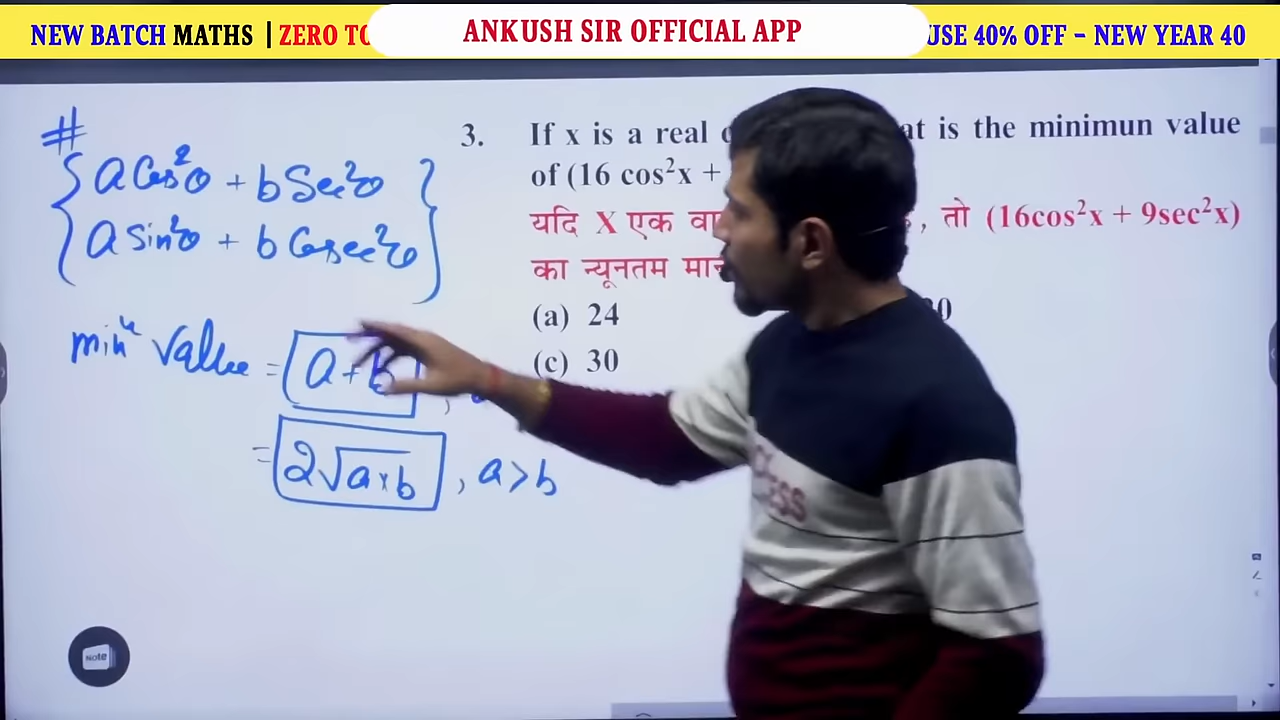 NEW BATCH MATHS | ZERO TO
ANKUSH SIR OFFICIAL APP
USE 40% OFF - NEW YEAR 40
#
a Cos²θ + b Sec²θ
a Sin²θ + b Cosec²θ
minᵐ Value = a + b ,
= 2√a×b , a > b
3. If x is a real at is the minimun value
of (16 cos²x +
यदि X एक , तो (16cos²x + 9sec²x)
का न्यूनतम
(a) 24
(c) 30
note